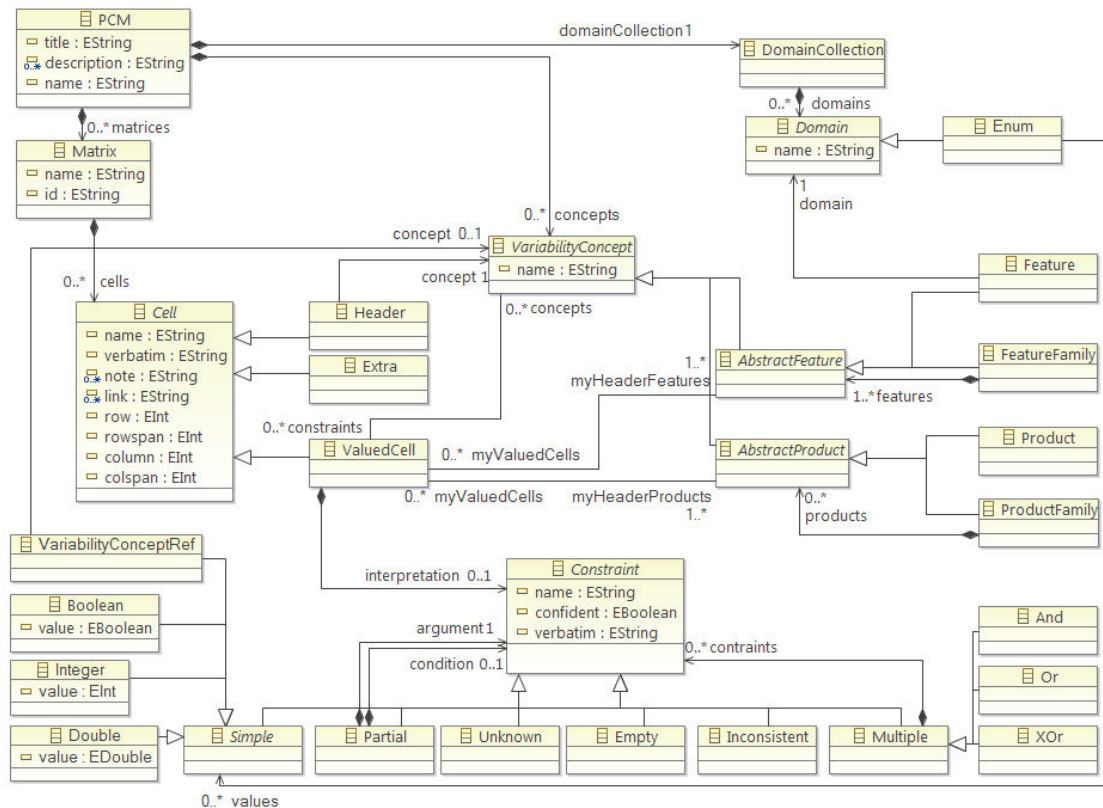 PCM
title : EString
0..* description : EString
name : EString
domainCollection1
DomainCollection
0..* domains
Domain
name : EString
Enum
0..* matrices
Matrix
name : EString
id : EString
1
domain
0..* concepts
concept 0..1
VariabilityConcept
name : EString
concept 1
0..* concepts
Feature
0..* cells
Cell
name : EString
verbatim : EString
0..* note : EString
0..* link : EString
row : EInt
rowspan : EInt
column : EInt
colspan : EInt
Header
Extra
0..* constraints
ValuedCell
1..*
myHeaderFeatures
AbstractFeature
FeatureFamily
1..* features
0..* myValuedCells
AbstractProduct
Product
0..* myValuedCells
myHeaderProducts
1..*
0..*
products
ProductFamily
VariabilityConceptRef
interpretation 0..1
Constraint
name : EString
confident : EBoolean
verbatim : EString
Boolean
value : EBoolean
argument1
condition 0..1
0..* contraints
And
Integer
value : EInt
Or
Double
value : EDouble
Simple
Partial
Unknown
Empty
Inconsistent
Multiple
XOr
0..* values